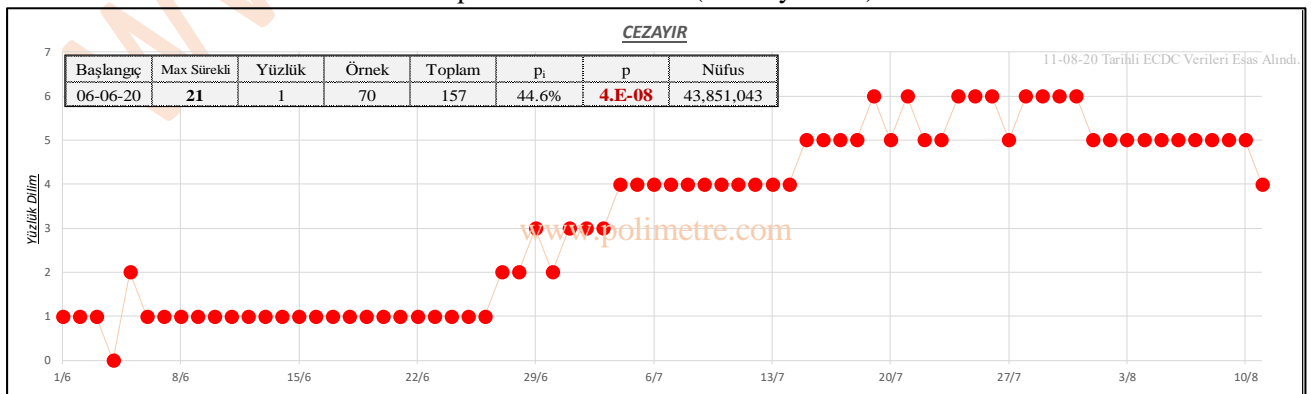 CEZAYIR
11-08-20 Tarihli ECDC Verileri Esas Alındı.
Başlangıç Max Sürekli Yüzlük Örnek Toplam pi p Nüfus
06-06-20 21 1 70 157 44.6% 4.E-08 43,851,043
Yüzlük Dilim
7
6
5
4
3
2
1
0
www.polimetre.com
1/6 8/6 15/6 22/6 29/6 6/7 13/7 20/7 27/7 3/8 10/8